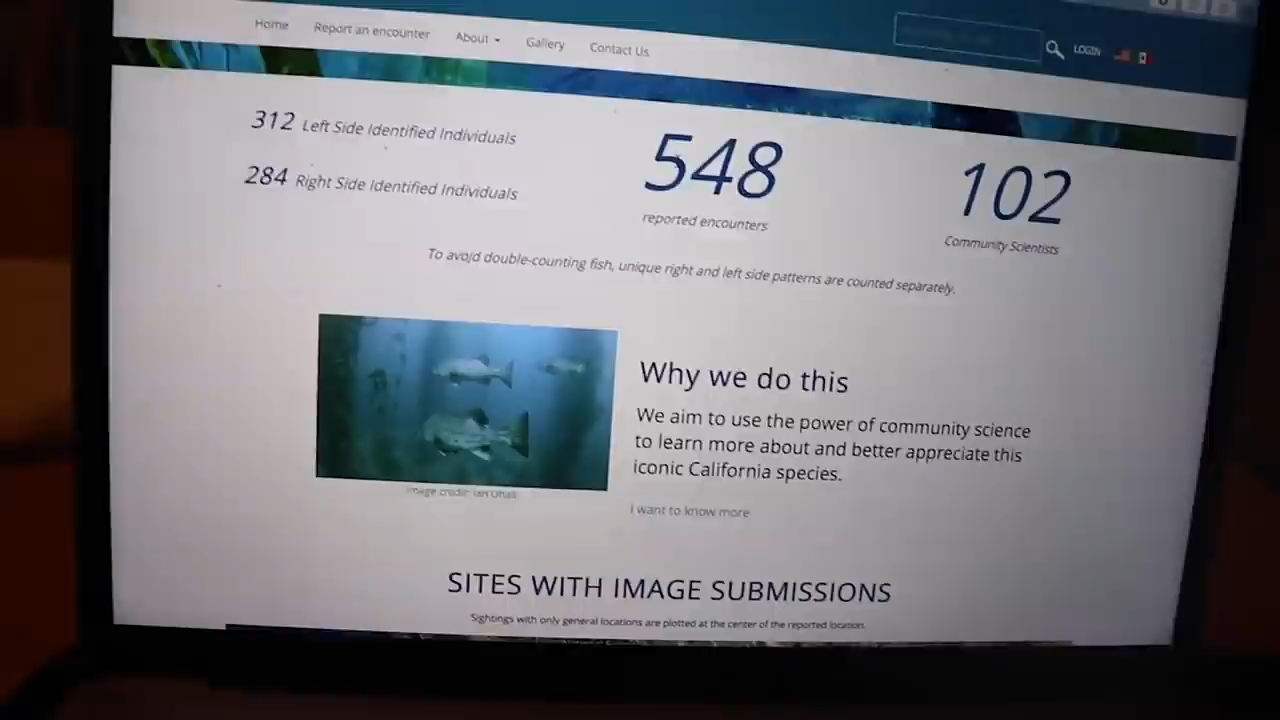 Home Report an encounter About Gallery Contact Us
LOGIN
312 Left Side Identified Individuals
284 Right Side Identified Individuals
548
reported encounters
102
Community Scientists
To avoid double-counting fish, unique right and left side patterns are counted separately.
Image credit:
Why we do this
We aim to use the power of community science
to learn more about and better appreciate this
iconic California species.
I want to know more
SITES WITH IMAGE SUBMISSIONS
Sightings with only general locations are plotted at the center of the reported location.